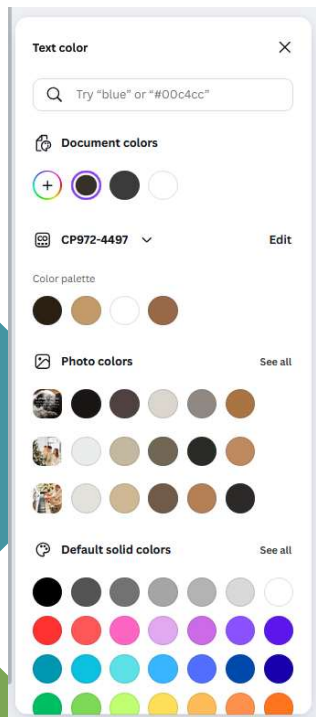 Text color
Try “blue” or “#00c4cc”
Document colors
CP972-4497
Edit
Color palette
Photo colors
See all
Default solid colors
See all